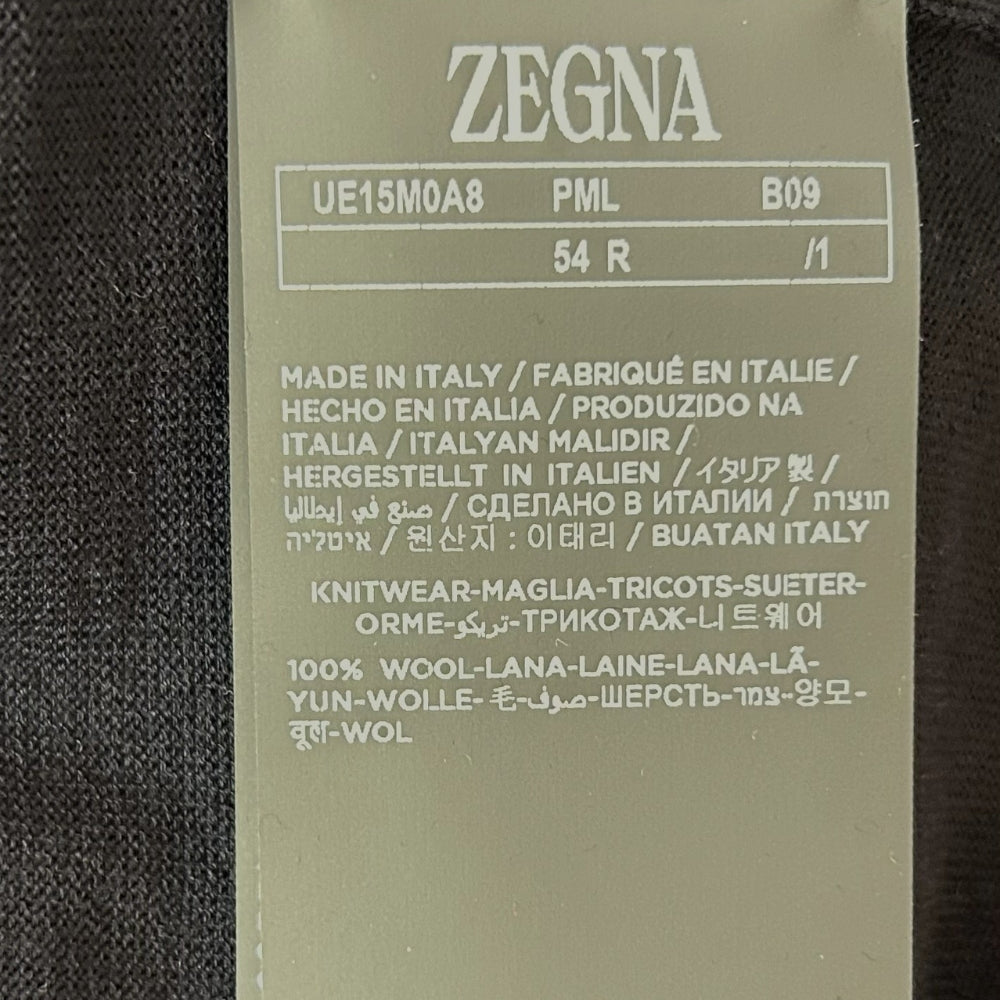 ZEGNA
UE15M0A8 PML B09
54 R /1
MADE IN ITALY / FABRIQUÉ EN ITALIE /
HECHO EN ITALIA / PRODUZIDO NA
ITALIA / ITALYAN MALIDIR /
HERGESTELLT IN ITALIEN / イタリア製 /
صنع في إيطاليا / СДЕЛАНО В ИТАЛИИ / תוצרת
איטליה / 원산지 : 이태리 / BUATAN ITALY
KNITWEAR-MAGLIA-TRICOTS-SUETER-
ORME-تريكو-ТРИКОТАЖ-니트웨어
100% WOOL-LANA-LAINE-LANA-LÃ-
YUN-WOLLE-毛-صوف-ШЕРСТЬ-צמר-양모-
वूल-WOL